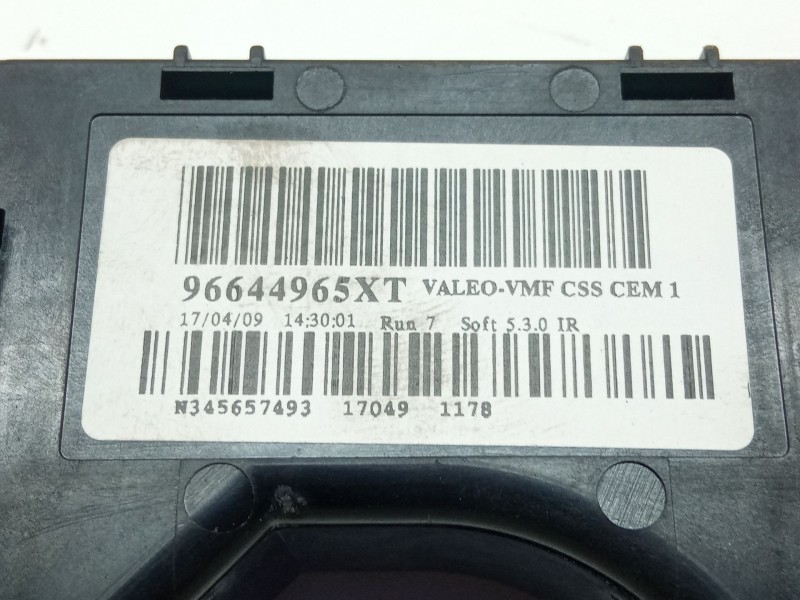 96644965XT VALEO-VMF CSS CEM 1
17/04/09 14:30:01 Run 7 Soft 5.3.0 IR
N345657493 17049 1178